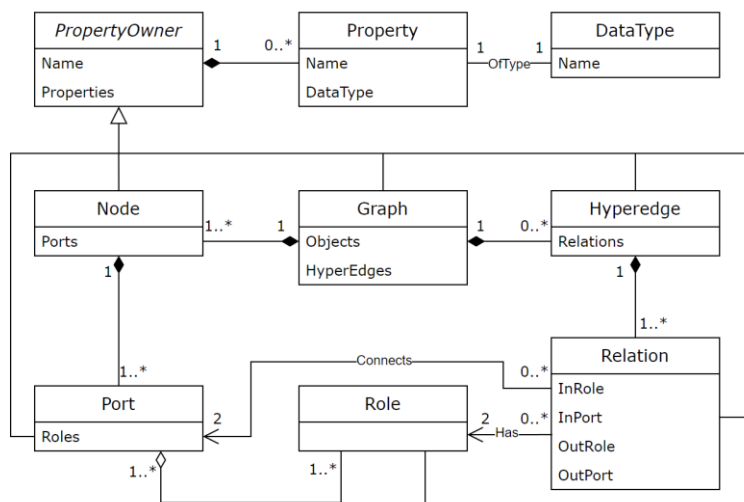 PropertyOwner
Name
Properties
1
0..*
Property
Name
DataType
1
OfType
1
DataType
Name
Node
Ports
1..*
1
Graph
Objects
HyperEdges
1
0..*
Hyperedge
Relations
1
1..*
1
1..*
Port
Roles
2
Connects
0..*
1..*
Role
1..*
2
Has
0..*
Relation
InRole
InPort
OutRole
OutPort